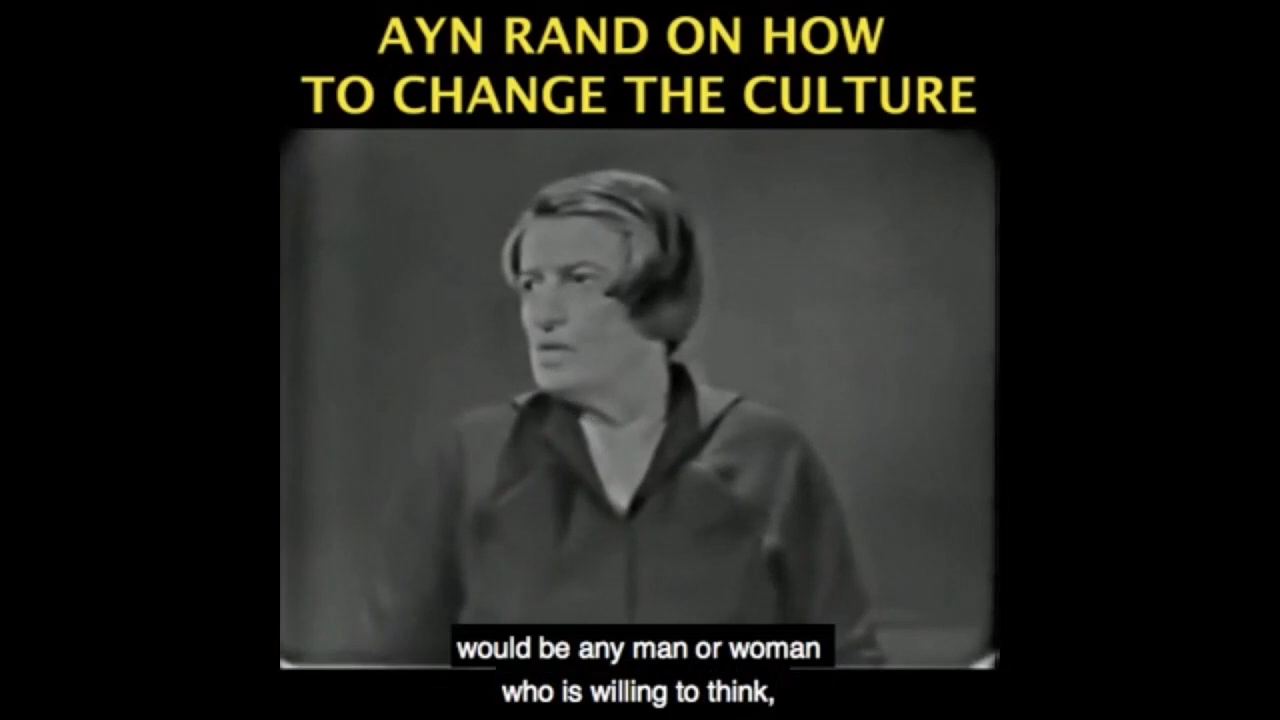 AYN RAND ON HOW
TO CHANGE THE CULTURE
would be any man or woman
who is willing to think,